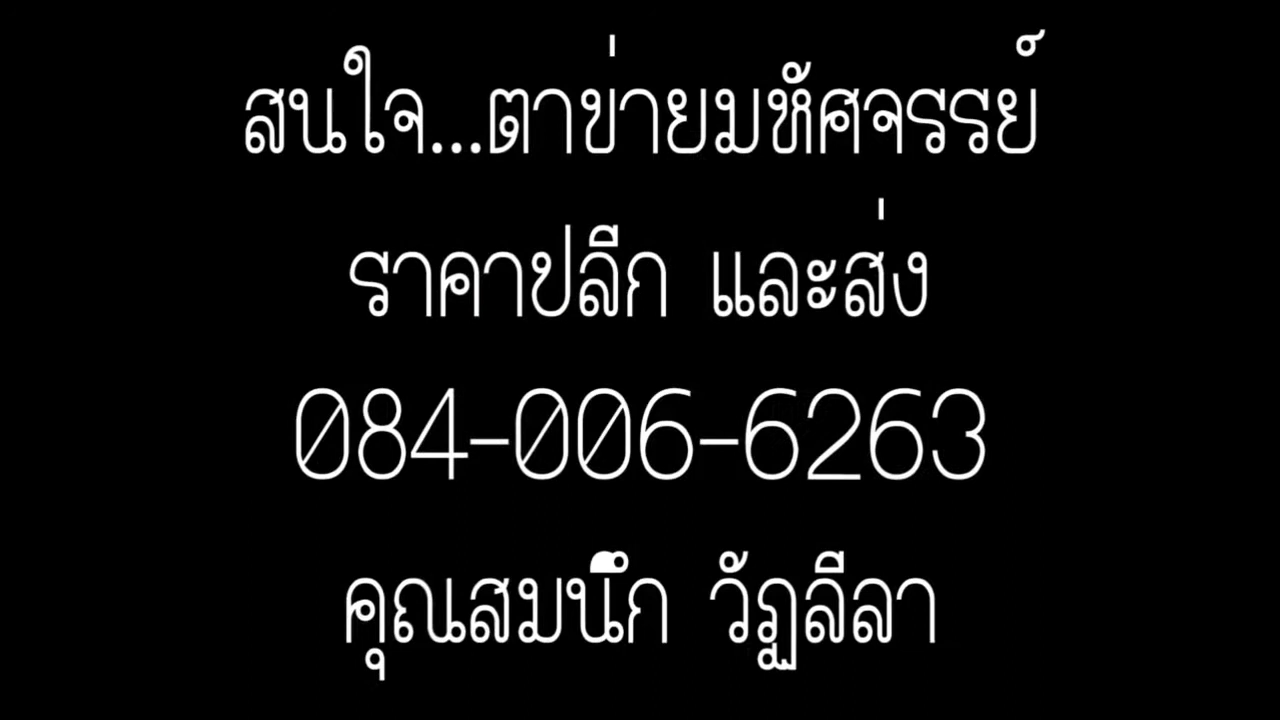 สนใจ...ตาข่ายมหัศจรรย์
ราคาปลีก และส่ง
084-006-6263
คุณสมนึก วัฏลีลา